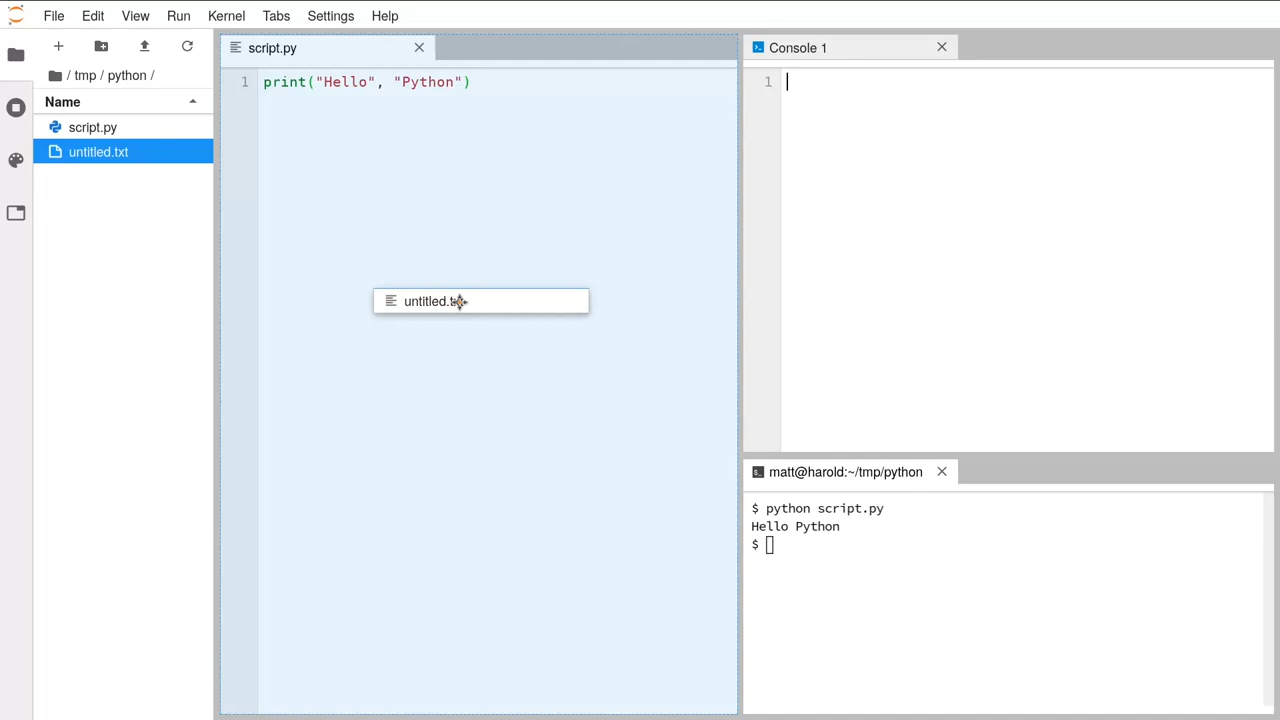 File Edit View Run Kernel Tabs Settings Help
/ tmp / python /
Name
script.py
untitled.txt
script.py
1 print("Hello", "Python")
untitled.txt
Console 1
1
matt@harold:~/tmp/python
$ python script.py
Hello Python
$